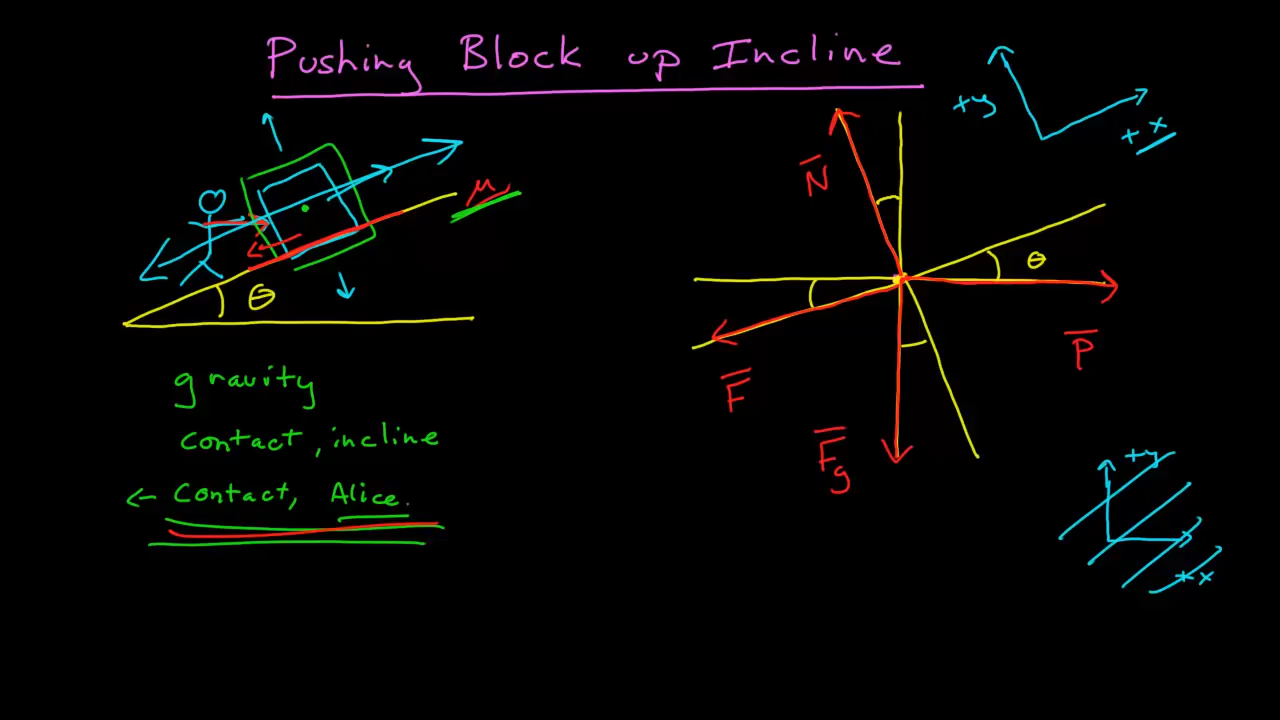 Pushing Block up Incline
+y
+x
μ
N̅
θ
θ
P̅
F̅
gravity
contact, incline
F̅g
← Contact, Alice.
+y
+x